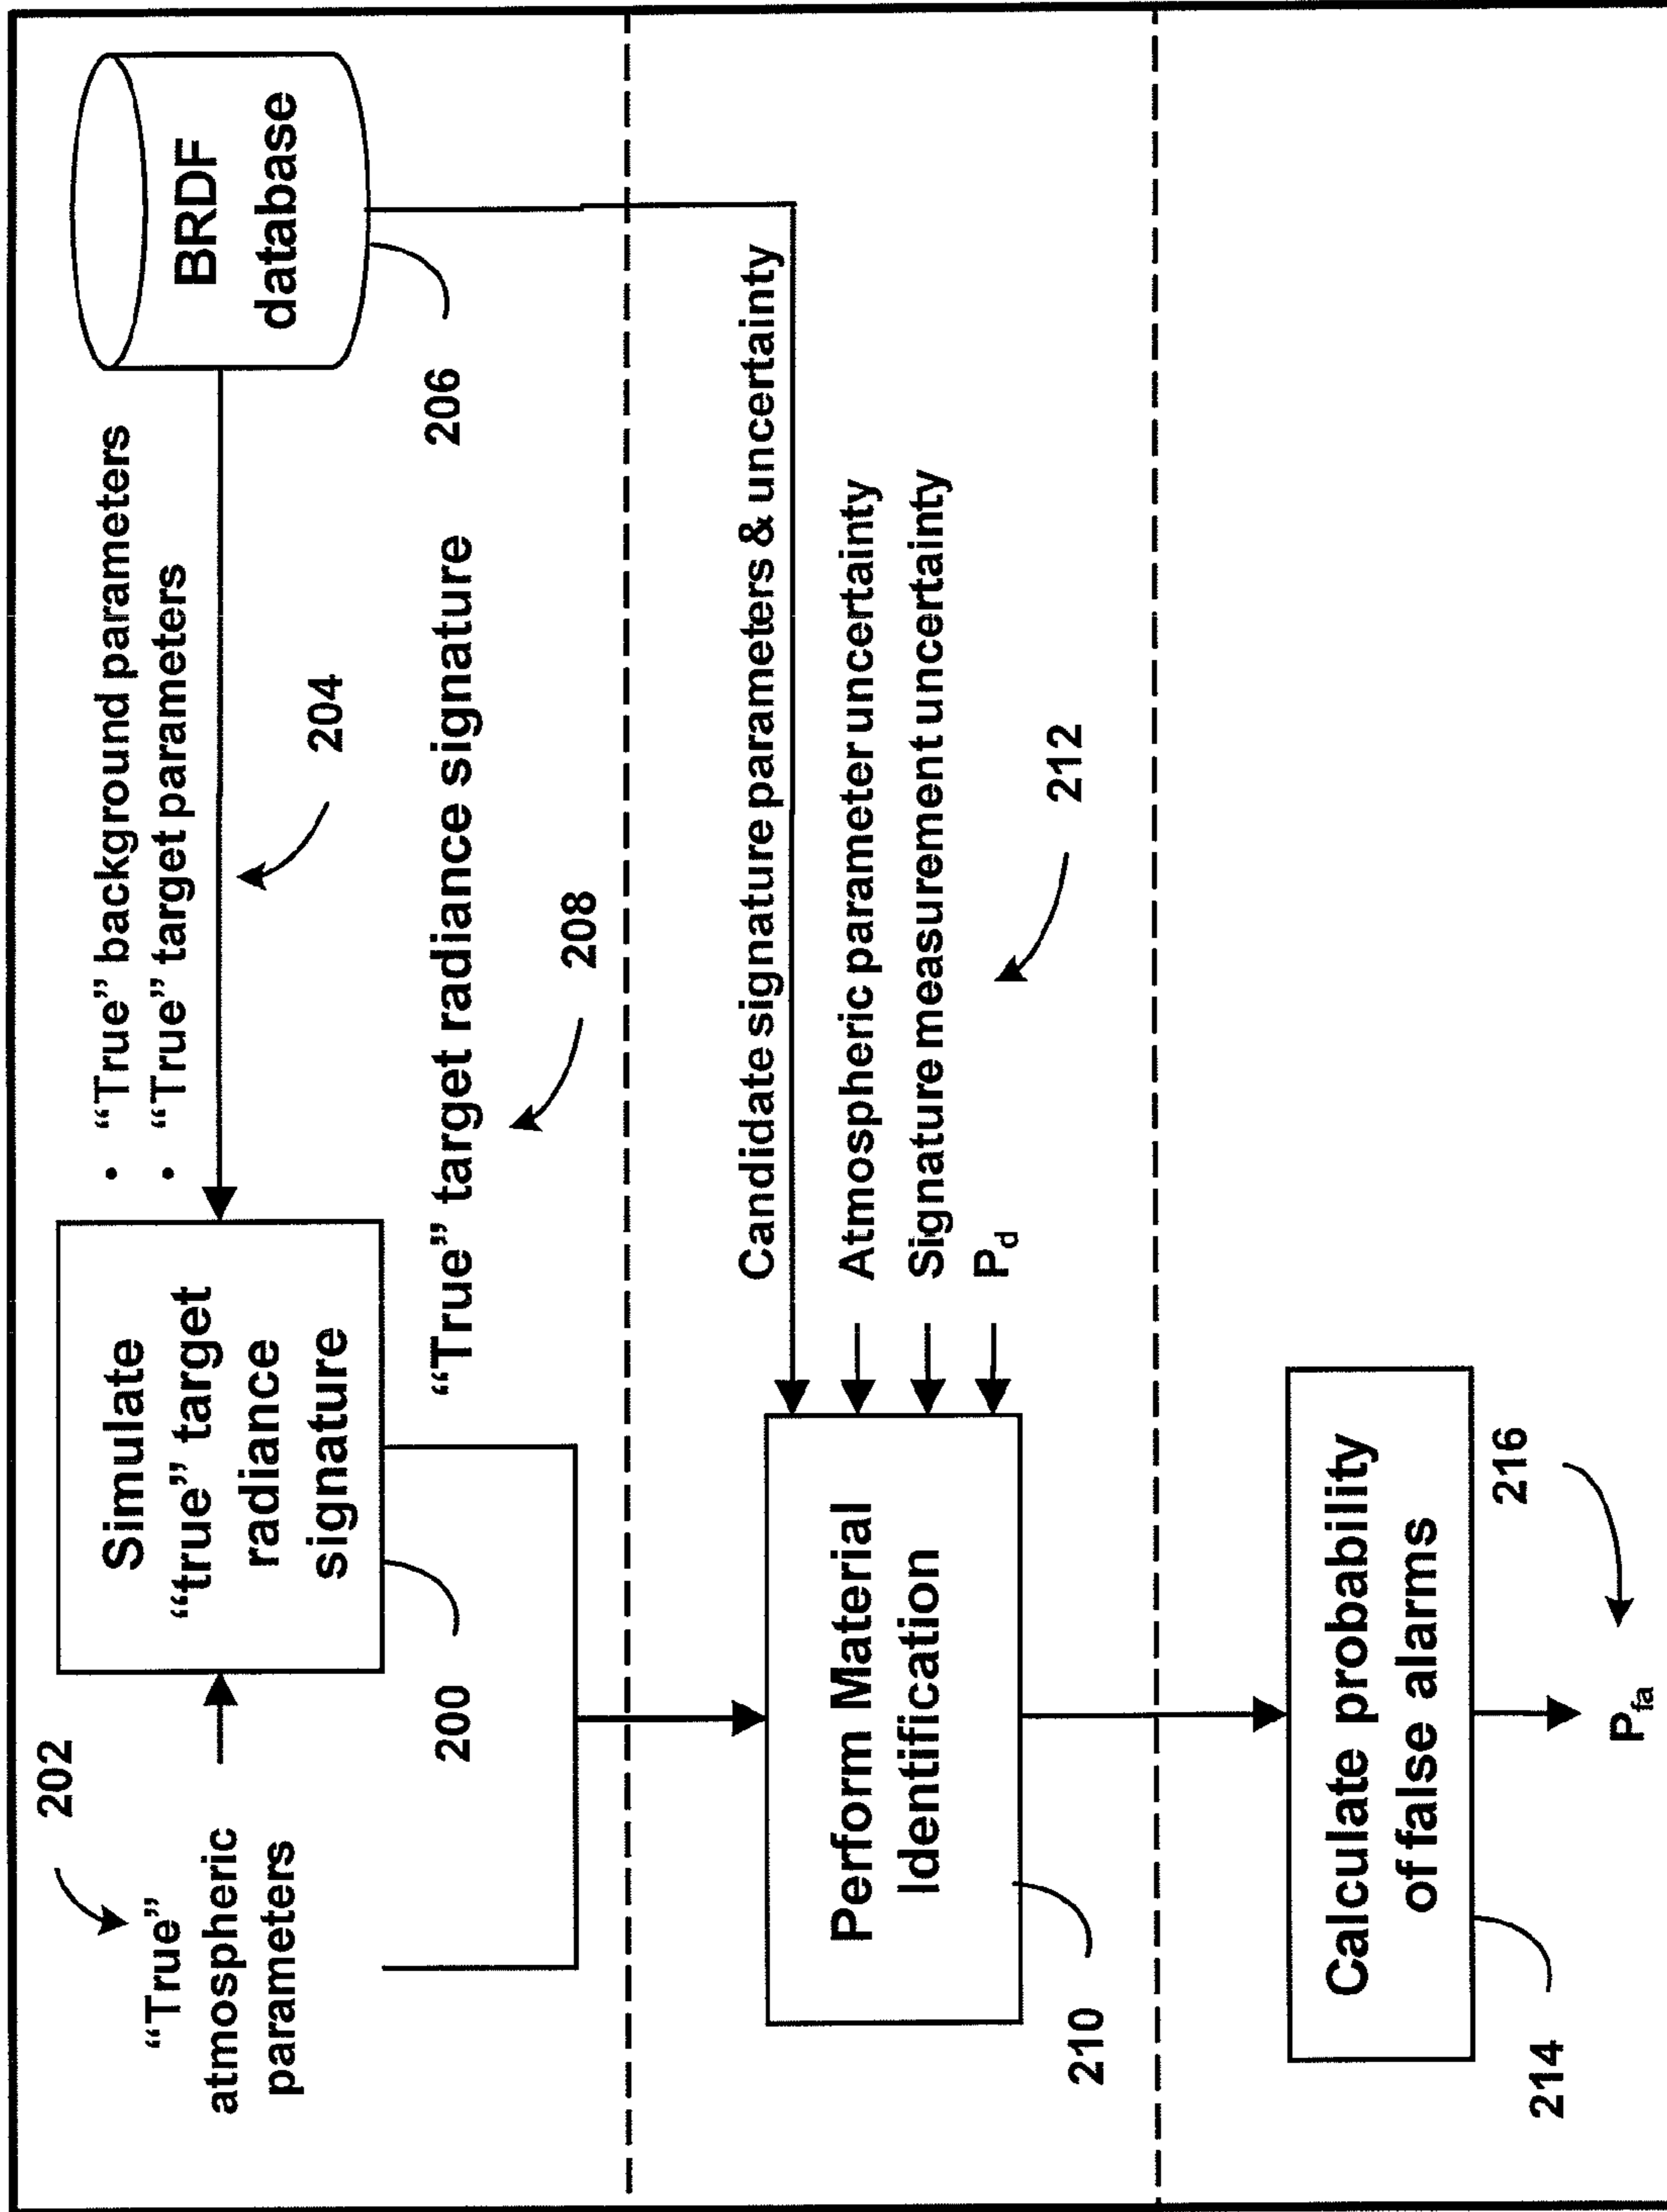 202
“True”
atmospheric
parameters
Simulate
“true” target
radiance
signature
200
• “True” background parameters
• “True” target parameters
204
BRDF
database
206
“True” target radiance signature
208
Candidate signature parameters & uncertainty
Atmospheric parameter uncertainty
Signature measurement uncertainty
Pd
212
Perform Material
Identification
210
Calculate probability
of false alarms
214
216
Pfa